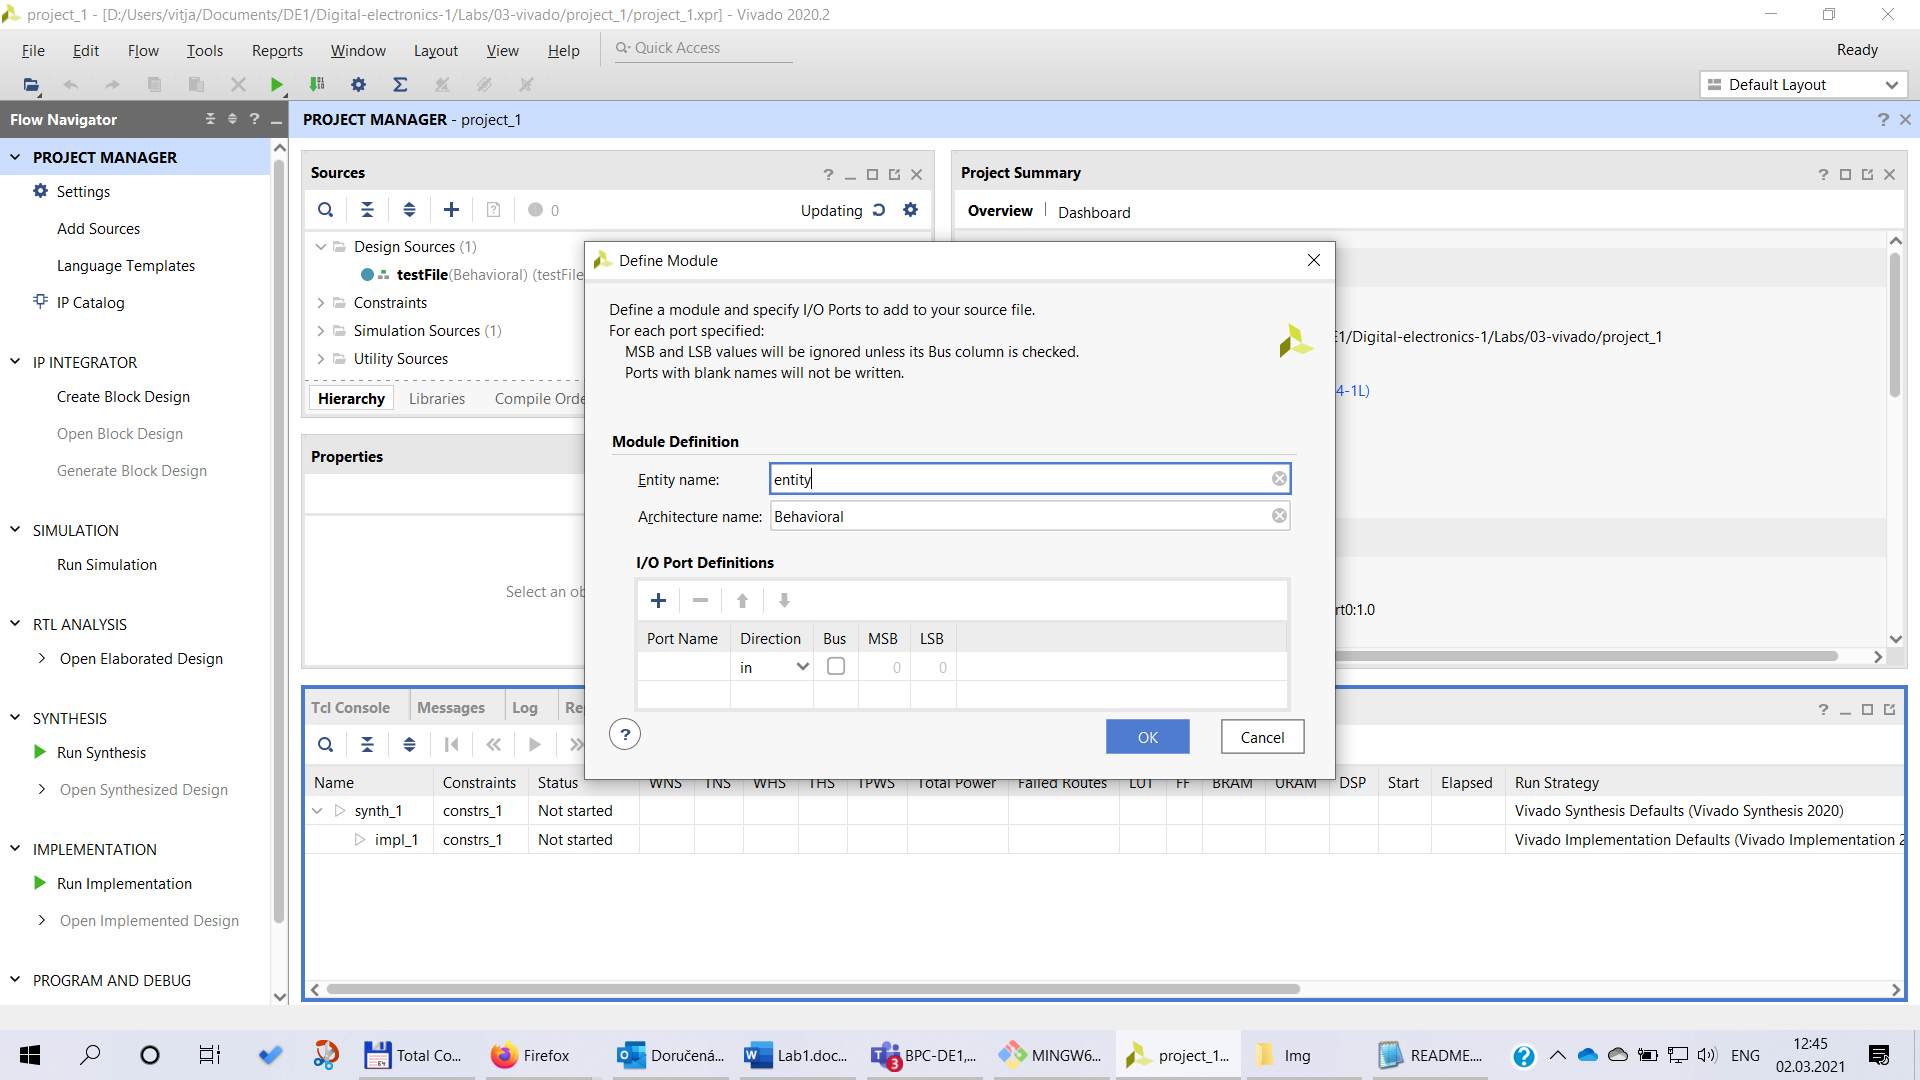 project_1 - [D:/Users/vitja/Documents/DE1/Digital-electronics-1/Labs/03-vivado/project_1/project_1.xpr] - Vivado 2020.2
File Edit Flow Tools Reports Window Layout View Help Quick Access Ready
Default Layout
Flow Navigator
PROJECT MANAGER - project_1
PROJECT MANAGER
Settings
Add Sources
Language Templates
IP Catalog
IP INTEGRATOR
Create Block Design
Open Block Design
Generate Block Design
SIMULATION
Run Simulation
RTL ANALYSIS
Open Elaborated Design
SYNTHESIS
Run Synthesis
Open Synthesized Design
IMPLEMENTATION
Run Implementation
Open Implemented Design
PROGRAM AND DEBUG
Sources
0 Updating
Design Sources (1)
testFile(Behavioral) (testFile
Constraints
Simulation Sources (1)
Utility Sources
Hierarchy Libraries Compile Orde
Properties
Select an ob
Project Summary
Overview Dashboard
E1/Digital-electronics-1/Labs/03-vivado/project_1
4-1L)
rt0:1.0
Define Module
Define a module and specify I/O Ports to add to your source file.
For each port specified:
MSB and LSB values will be ignored unless its Bus column is checked.
Ports with blank names will not be written.
Module Definition
Entity name: entity
Architecture name: Behavioral
I/O Port Definitions
Port Name Direction Bus MSB LSB
in 0 0
? OK Cancel
Tcl Console Messages Log Re
Name Constraints Status WNS TNS WHS THS TPWS Total Power Failed Routes LUT FF BRAM URAM DSP Start Elapsed Run Strategy
synth_1 constrs_1 Not started Vivado Synthesis Defaults (Vivado Synthesis 2020)
impl_1 constrs_1 Not started Vivado Implementation Defaults (Vivado Implementation 2
Total Co... Firefox Doručená... Lab1.doc... 3 BPC-DE1,... MINGW6... project_1... Img README.... ENG 12:45
02.03.2021